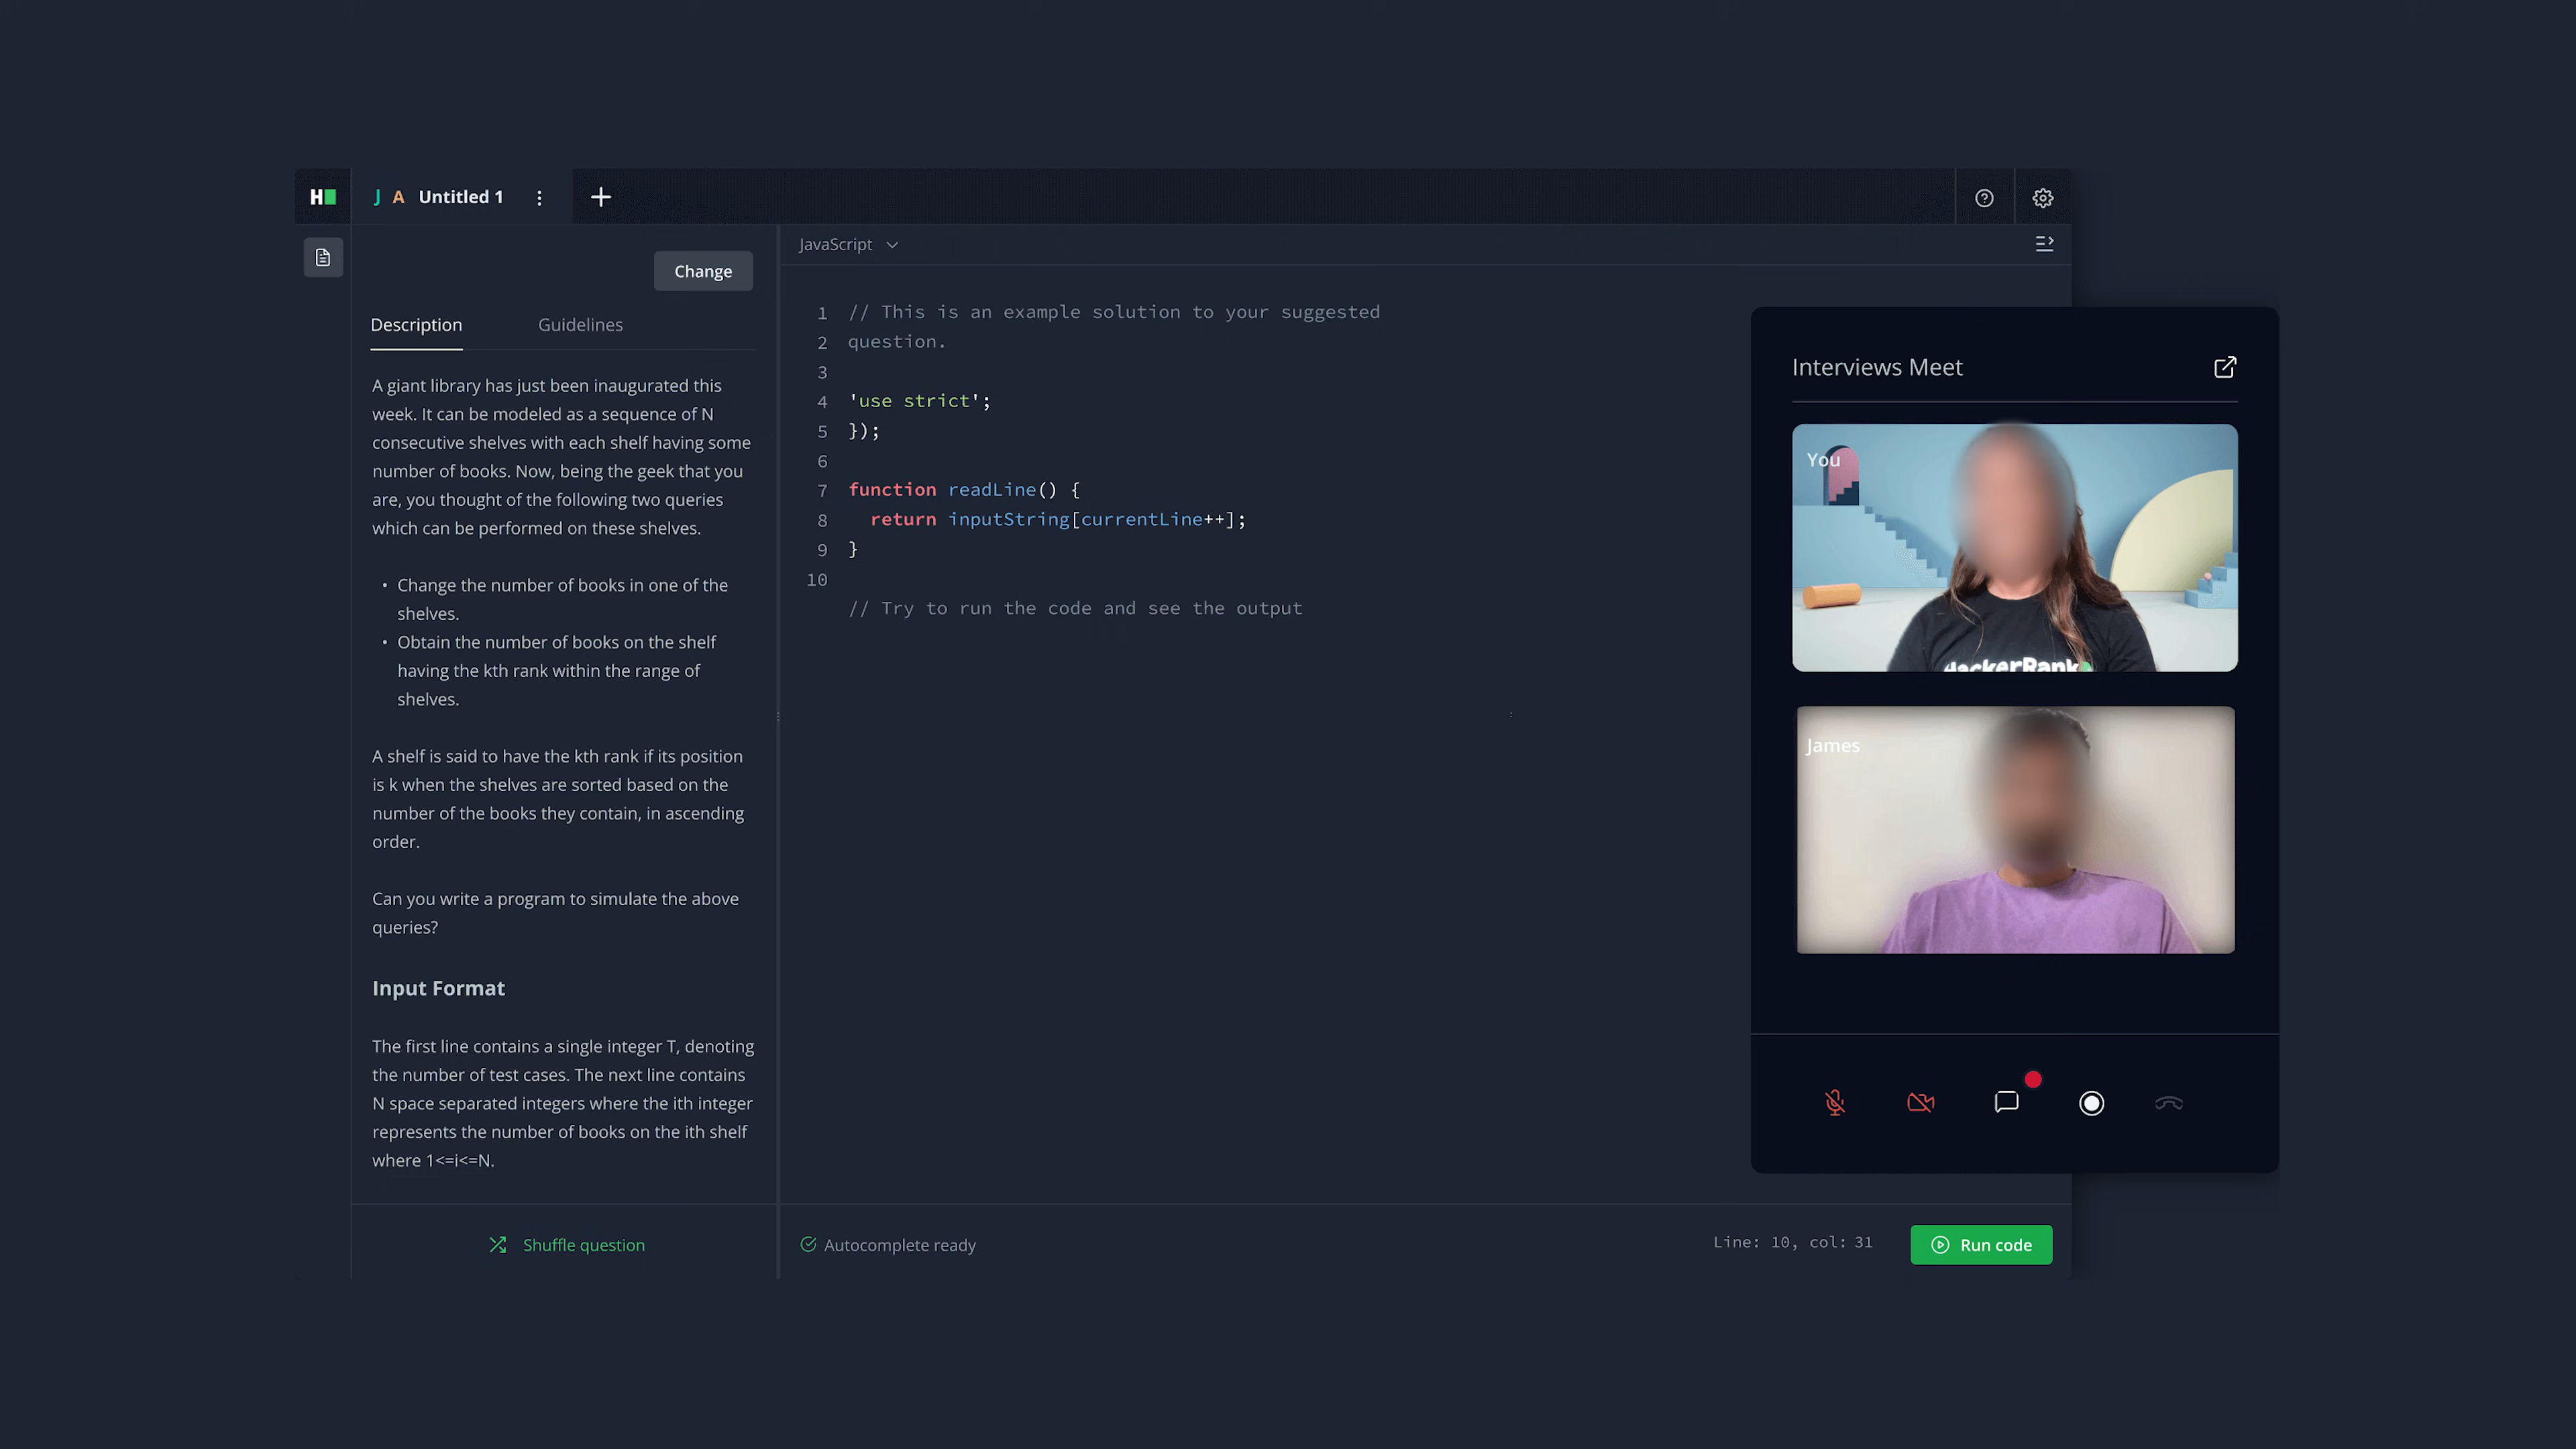 H
J A Untitled 1
Change
Description Guidelines
A giant library has just been inaugurated this
week. It can be modeled as a sequence of N
consecutive shelves with each shelf having some
number of books. Now, being the geek that you
are, you thought of the following two queries
which can be performed on these shelves.
• Change the number of books in one of the
shelves.
• Obtain the number of books on the shelf
having the kth rank within the range of
shelves.
A shelf is said to have the kth rank if its position
is k when the shelves are sorted based on the
number of the books they contain, in ascending
order.
Can you write a program to simulate the above
queries?
Input Format
The first line contains a single integer T, denoting
the number of test cases. The next line contains
N space separated integers where the ith integer
represents the number of books on the ith shelf
where 1<=i<=N.
Shuffle question
JavaScript
1 // This is an example solution to your suggested
2 question.
3
4 'use strict';
5 });
6
7 function readLine() {
8 return inputString[currentLine++];
9 }
10
// Try to run the code and see the output
Autocomplete ready
Line: 10, col: 31
Run code
Interviews Meet
You
HackerRank
James